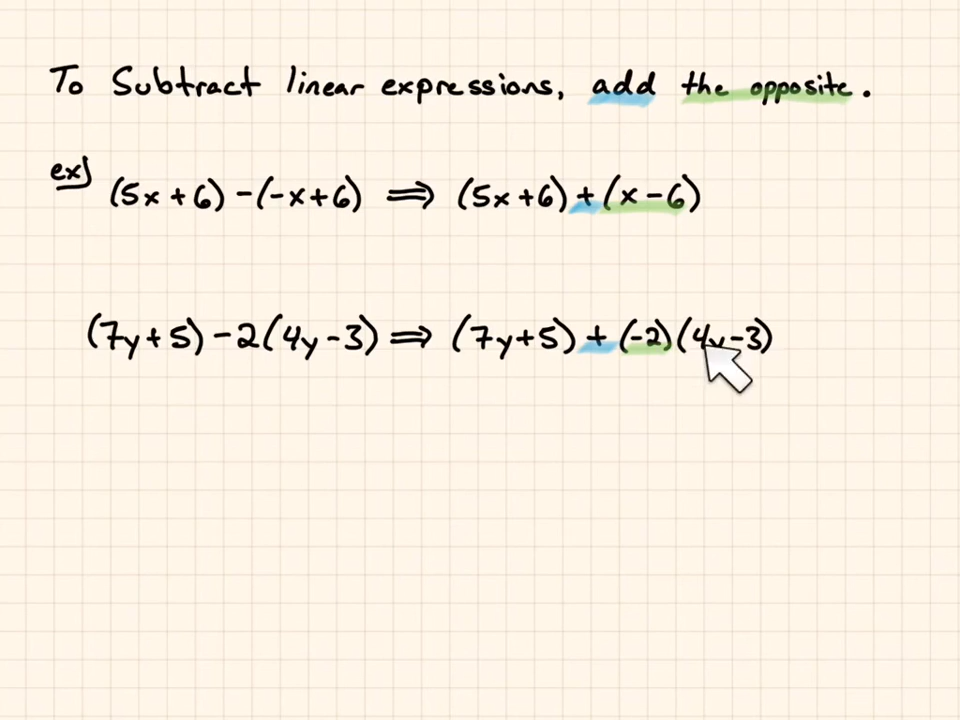 To Subtract linear expressions, add the opposite.
ex) (5x+6)-(-x+6) ⟹ (5x+6)+(x-6)
(7y+5)-2(4y-3) ⟹ (7y+5)+(-2)(4y-3)